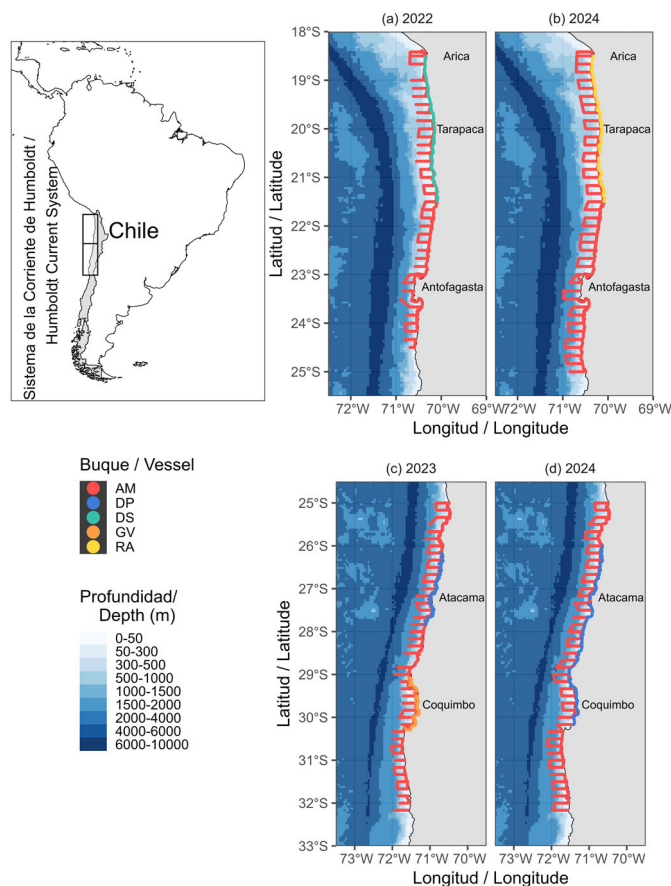 (a) 2022
(b) 2024
18°S
19°S
20°S
21°S
22°S
23°S
24°S
25°S
Latitud / Latitude
Arica
Tarapaca
Antofagasta
Arica
Tarapaca
Antofagasta
72°W 71°W 70°W 69°W 72°W 71°W 70°W 69°W
Longitud / Longitude
Sistema de la Corriente de Humboldt /
Humboldt Current System
Chile
Buque / Vessel
AM
DP
DS
GV
RA
Profundidad/
Depth (m)
0-50
50-300
300-500
500-1000
1000-1500
1500-2000
2000-4000
4000-6000
6000-10000
(c) 2023
(d) 2024
25°S
26°S
27°S
28°S
29°S
30°S
31°S
32°S
33°S
Latitud / Latitude
Atacama
Coquimbo
Atacama
Coquimbo
73°W 72°W 71°W 70°W 73°W 72°W 71°W 70°W
Longitud / Longitude